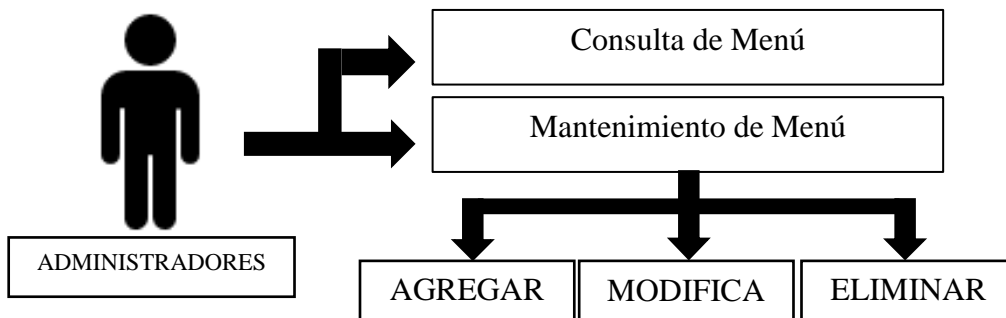 Consulta de Menú
Mantenimiento de Menú
ADMINISTRADORES
AGREGAR
MODIFICA
ELIMINAR